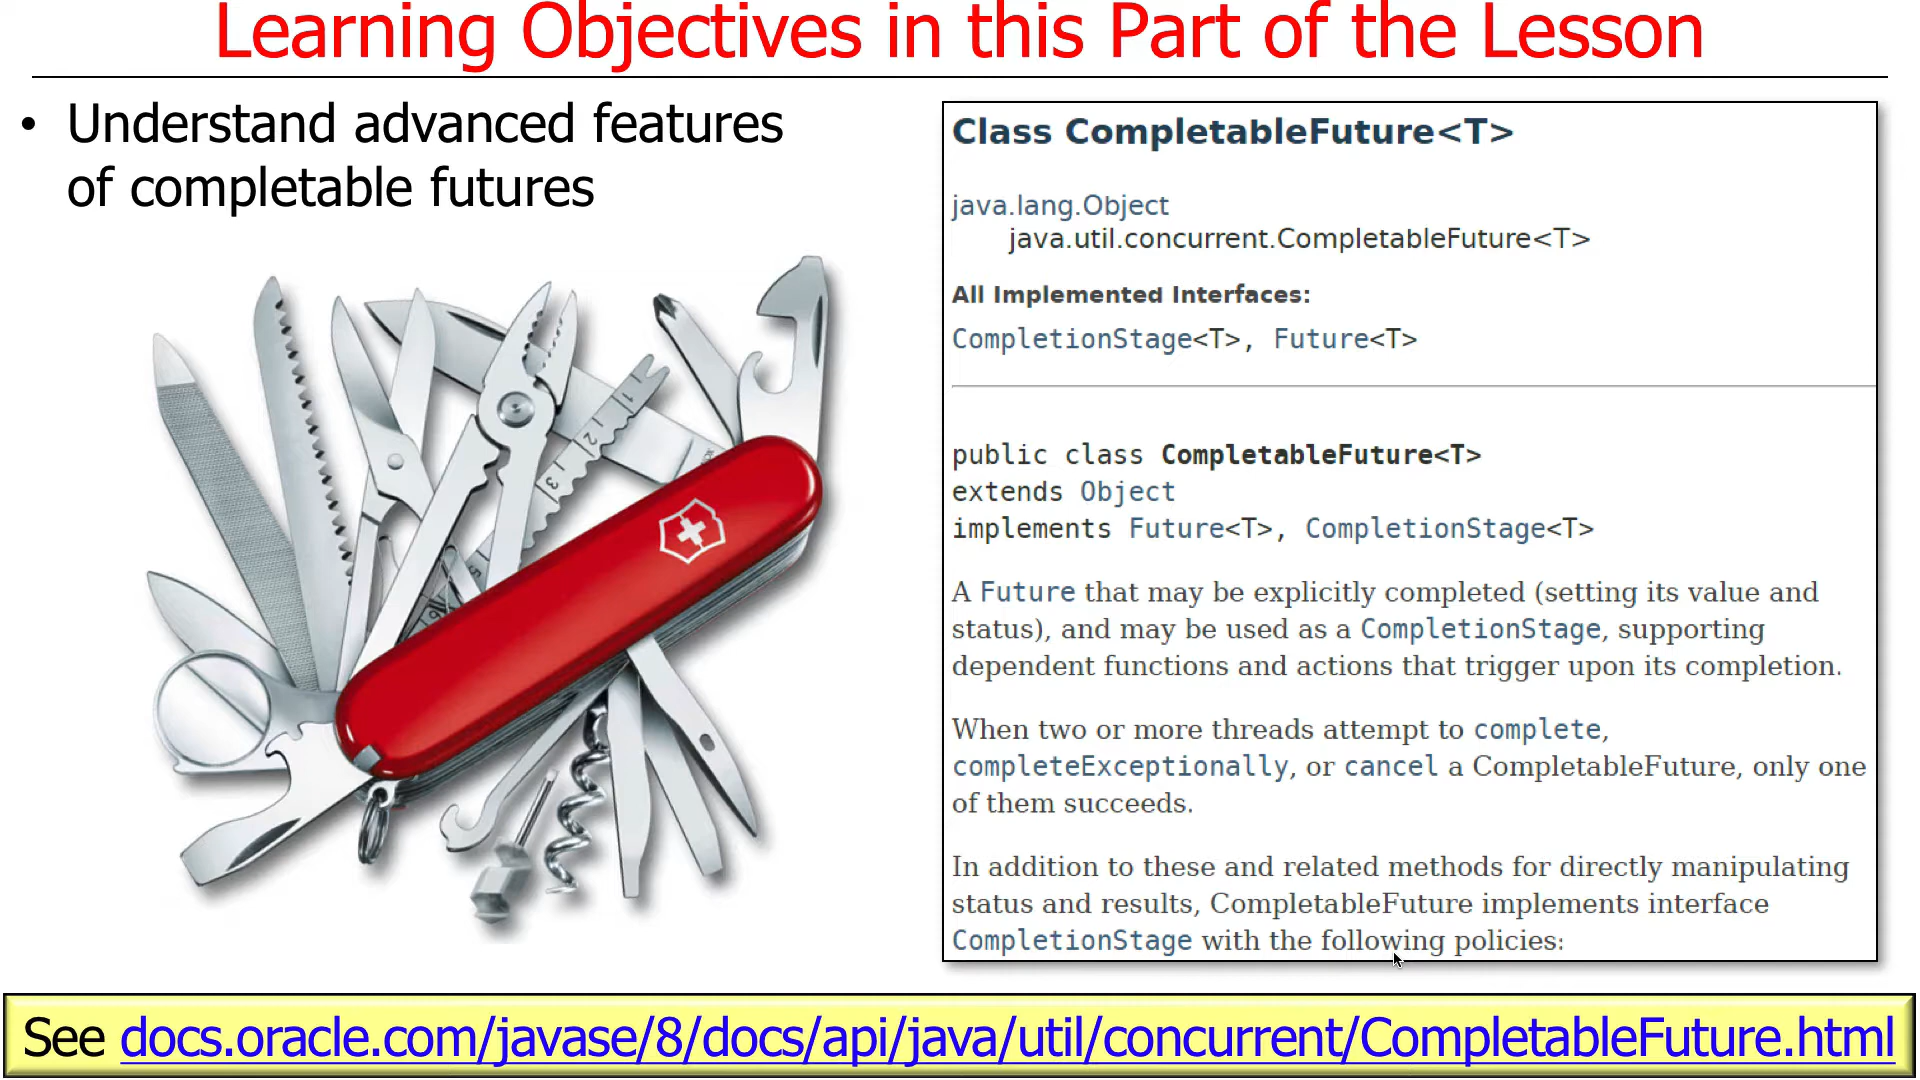 Learning Objectives in this Part of the Lesson
• Understand advanced features
of completable futures
Class CompletableFuture<T>
java.lang.Object
java.util.concurrent.CompletableFuture<T>
All Implemented Interfaces:
CompletionStage<T>, Future<T>
public class CompletableFuture<T>
extends Object
implements Future<T>, CompletionStage<T>
A Future that may be explicitly completed (setting its value and
status), and may be used as a CompletionStage, supporting
dependent functions and actions that trigger upon its completion.
When two or more threads attempt to complete,
completeExceptionally, or cancel a CompletableFuture, only one
of them succeeds.
In addition to these and related methods for directly manipulating
status and results, CompletableFuture implements interface
CompletionStage with the following policies:
1
2
3
5
6
See docs.oracle.com/javase/8/docs/api/java/util/concurrent/CompletableFuture.html